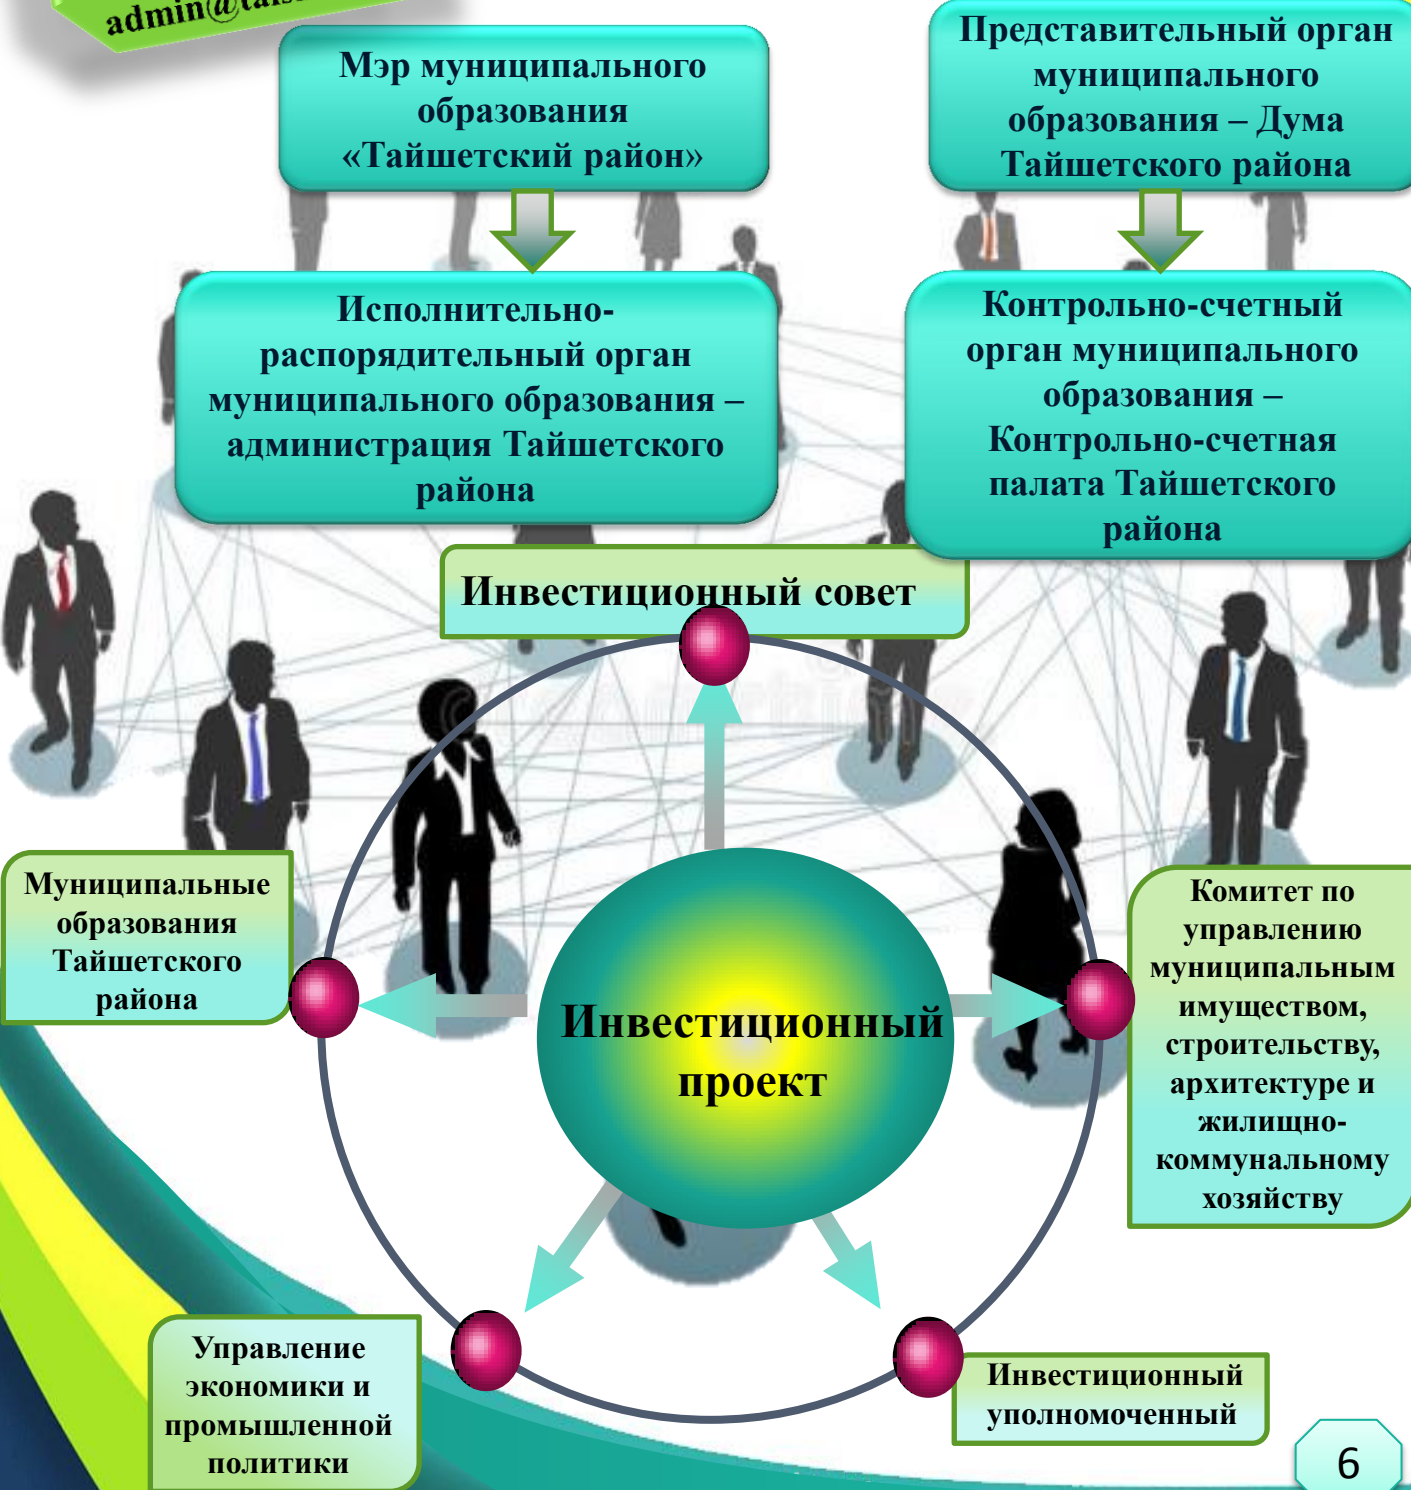 Мэр муниципального
образования
«Тайшетский район»
Представительный орган
муниципального
образования – Дума
Тайшетского района
Исполнительно-
распорядительный орган
муниципального образования –
администрация Тайшетского
района
Контрольно-счетный
орган муниципального
образования –
Контрольно-счетная
палата Тайшетского
района
Инвестиционный совет
Муниципальные
образования
Тайшетского
района
Инвестиционный
проект
Комитет по
управлению
муниципальным
имуществом,
строительству,
архитектуре и
жилищно-
коммунальному
хозяйству
Управление
экономики и
промышленной
политики
Инвестиционный
уполномоченный
6